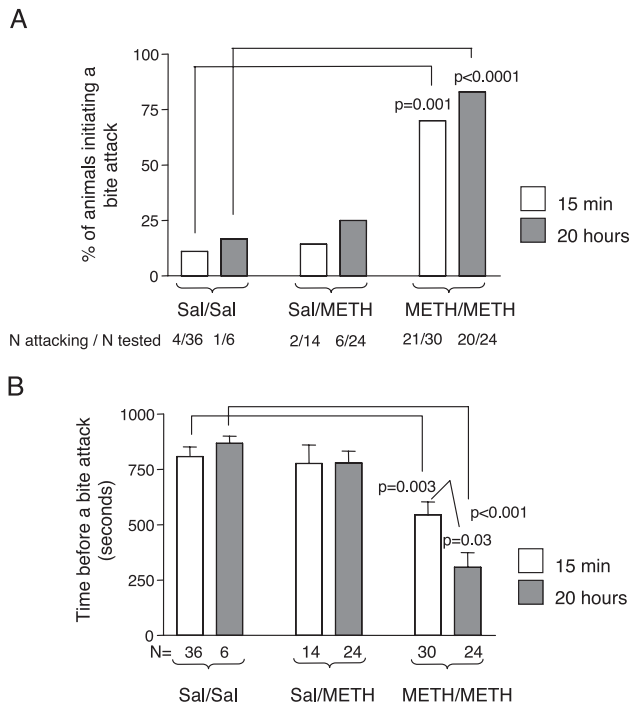 A
% of animals initiating a
bite attack
100
75
50
25
0
p<0.0001
p=0.001
15 min
20 hours
Sal/Sal Sal/METH METH/METH
N attacking / N tested 4/36 1/6 2/14 6/24 21/30 20/24
B
Time before a bite attack
(seconds)
1000
750
500
250
0
p=0.003
p<0.001
p=0.03
15 min
20 hours
N= 36 6 14 24 30 24
Sal/Sal Sal/METH METH/METH